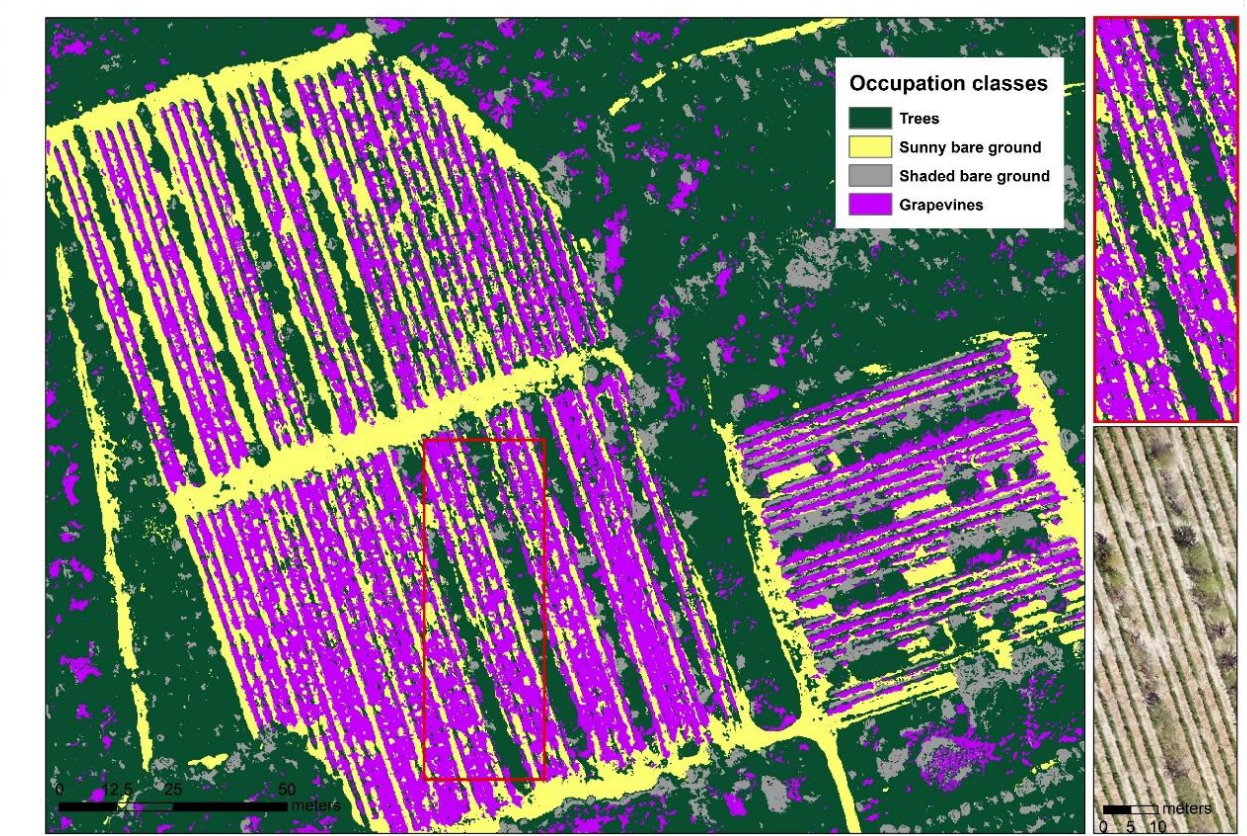 Occupation classes
Trees
Sunny bare ground
Shaded bare ground
Grapevines
0 12.5 25 50
meters
meters
0 5 10